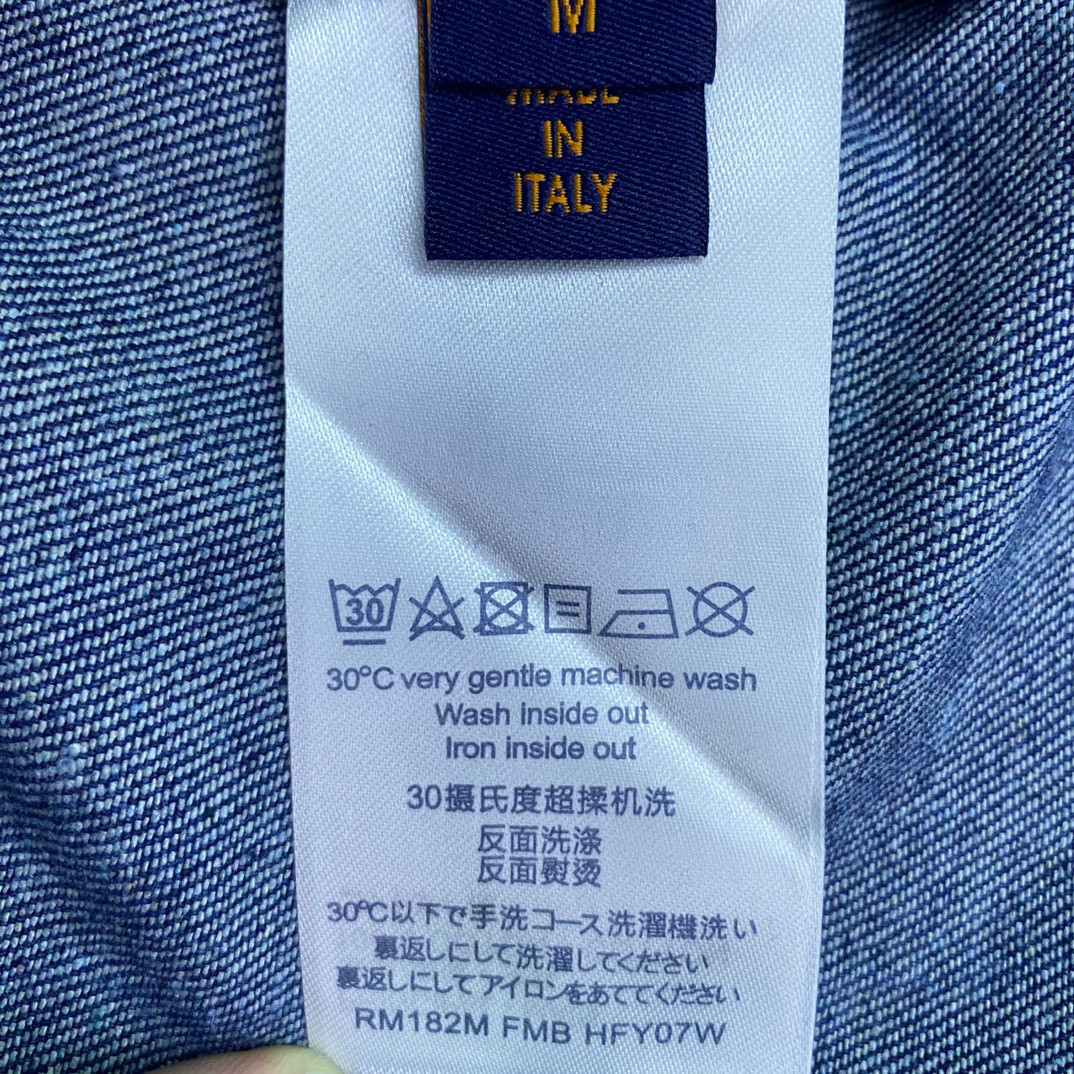 M
MADE
IN
ITALY
30
30°C very gentle machine wash
Wash inside out
Iron inside out
30摄氏度超揉机洗
反面洗涤
反面熨烫
30℃以下で手洗コース洗濯機洗い
裏返しにして洗濯してください
裏返しにしてアイロンをあててください
RM182M FMB HFY07W